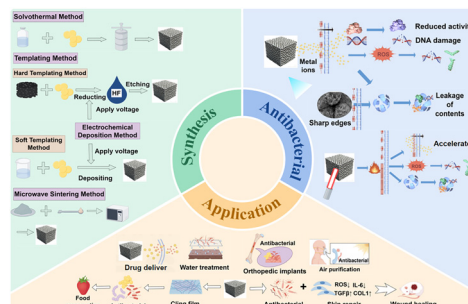 Solvothermal Method
Templating Method
Hard Templating Method
Reducting
HF
Etching
Apply voltage
Electrochemical
Deposition Method
Apply voltage
Soft Templating
Method
Depositing
Microwave Sintering Method
Synthesis
Antibacterial
Application
Metal
ions
Reduced activit
DNA damage
ROS
Sharp edges
Leakage
of
contents
Accelerate
ROS
Drug deliver
Water treatment
Antibacterial
Orthopedic implants
Antibacterial
Air purification
Food
Cling film
Antibacterial
ROS↓ IL-6↓
TGFβ↑ COL1↑
Skin repair
Wound healing